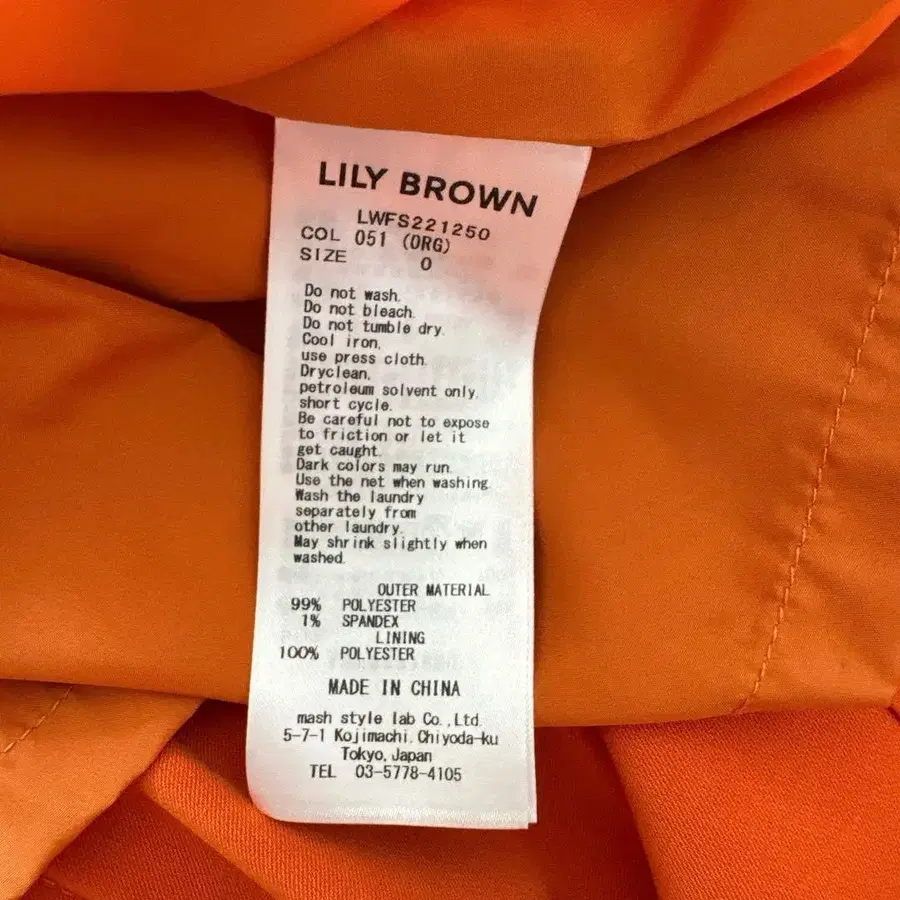 LILY BROWN
LWFS221250
COL 051 (ORG)
SIZE 0
Do not wash.
Do not bleach.
Do not tumble dry.
Cool iron,
use press cloth.
Dryclean,
petroleum solvent only,
short cycle.
Be careful not to expose
to friction or let it
get caught.
Dark colors may run.
Use the net when washing.
Wash the laundry
separately from
other laundry.
May shrink slightly when
washed.
OUTER MATERIAL
99% POLYESTER
1% SPANDEX
LINING
100% POLYESTER
MADE IN CHINA
mash style lab Co.,Ltd.
5-7-1 Kojimachi.Chiyoda-ku
Tokyo,Japan
TEL 03-5778-4105